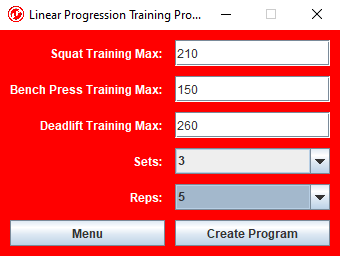 Linear Progression Training Pro...
Squat Training Max: 210
Bench Press Training Max: 150
Deadlift Training Max: 260
Sets: 3
Reps: 5
Menu Create Program